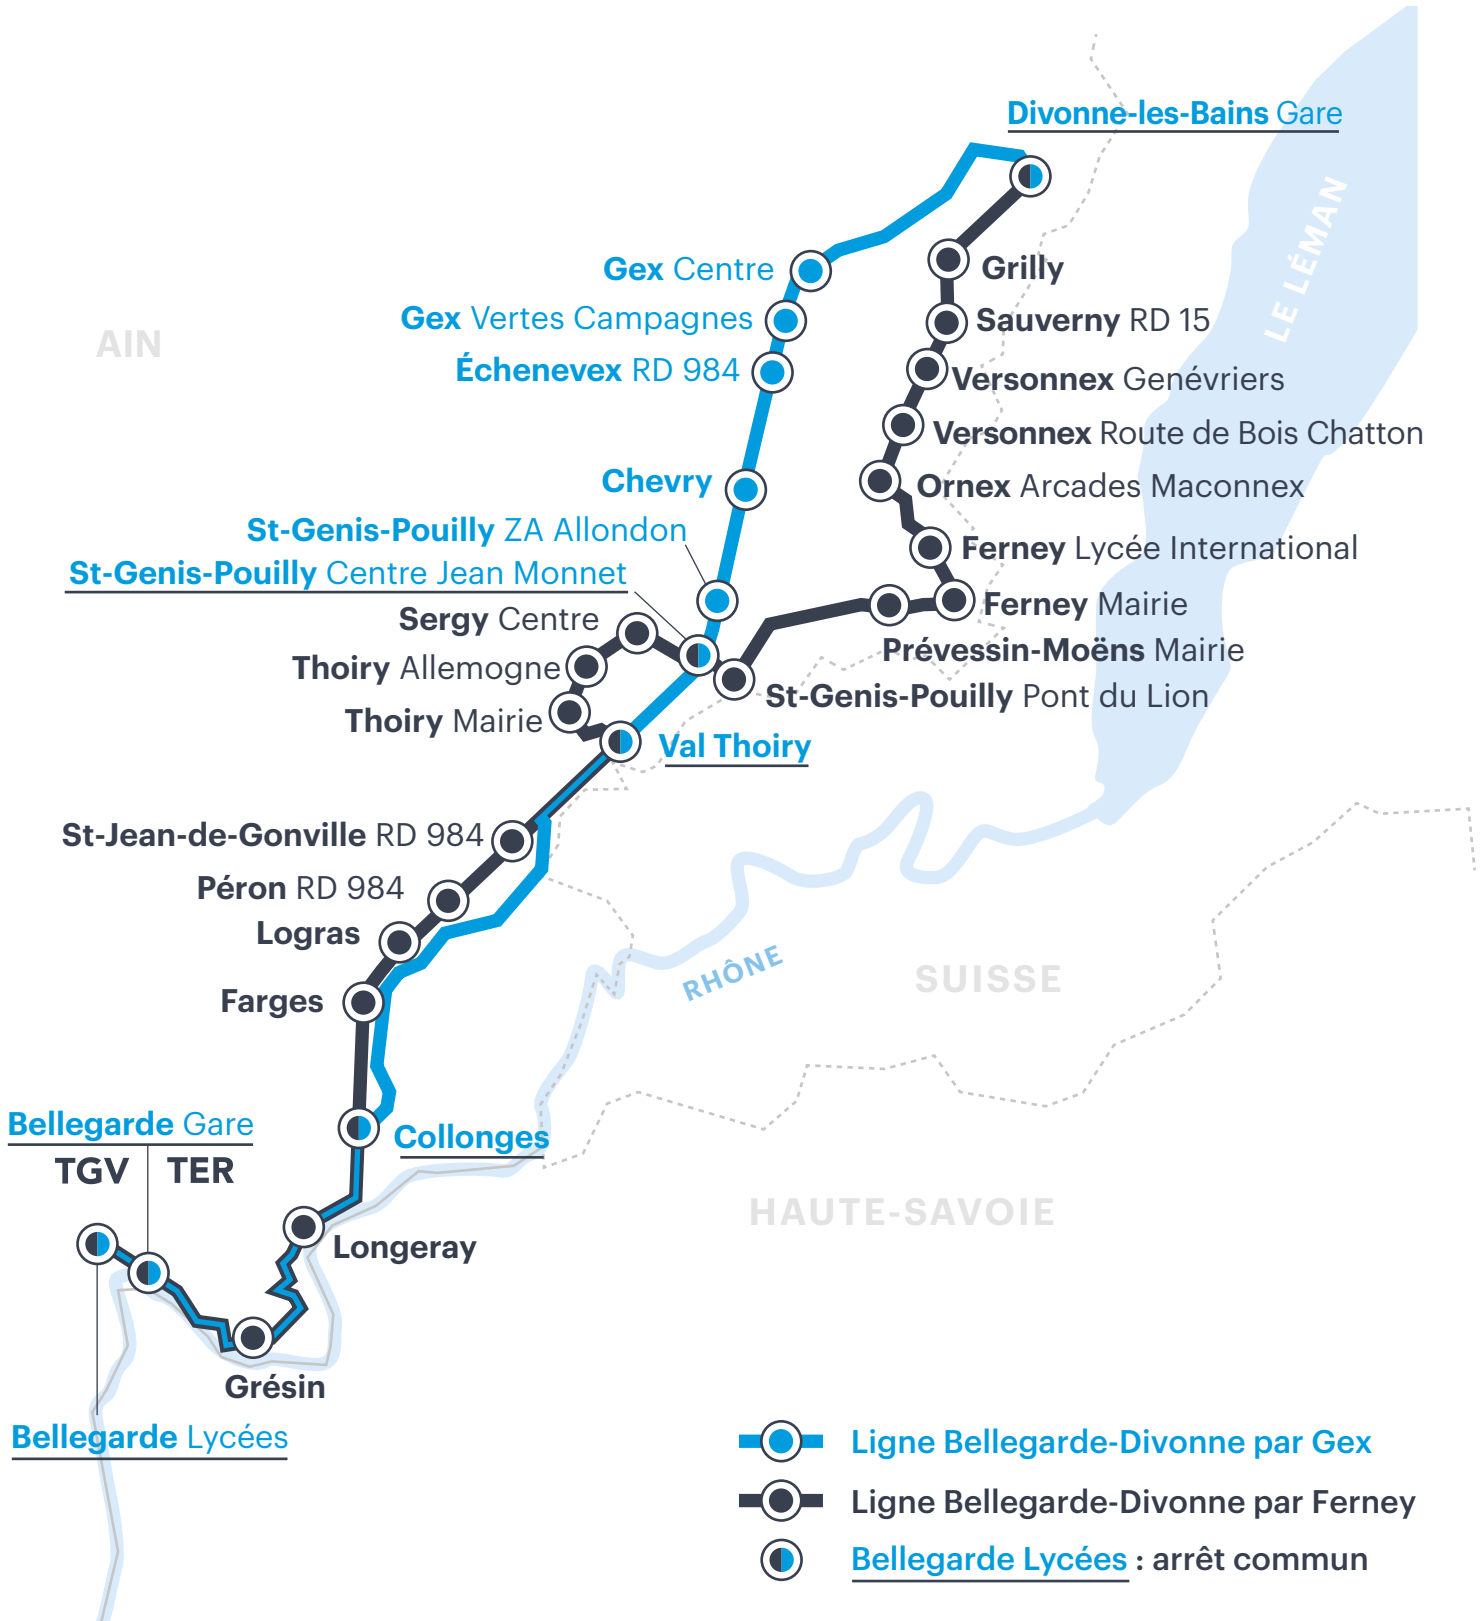 Divonne-les-Bains Gare
LE LÉMAN
Gex Centre
Grilly
Gex Vertes Campagnes
Sauverny RD 15
AIN
Échenevex RD 984
Versonnex Genévriers
Versonnex Route de Bois Chatton
Chevry
Ornex Arcades Maconnex
St-Genis-Pouilly ZA Allondon
Ferney Lycée International
St-Genis-Pouilly Centre Jean Monnet
Ferney Mairie
Sergy Centre
Prévessin-Moëns Mairie
Thoiry Allemogne
St-Genis-Pouilly Pont du Lion
Thoiry Mairie
Val Thoiry
St-Jean-de-Gonville RD 984
Péron RD 984
Logras
RHÔNE
SUISSE
Farges
Bellegarde Gare
TGV TER
Collonges
HAUTE-SAVOIE
Longeray
Grésin
Bellegarde Lycées
Ligne Bellegarde-Divonne par Gex
Ligne Bellegarde-Divonne par Ferney
Bellegarde Lycées : arrêt commun